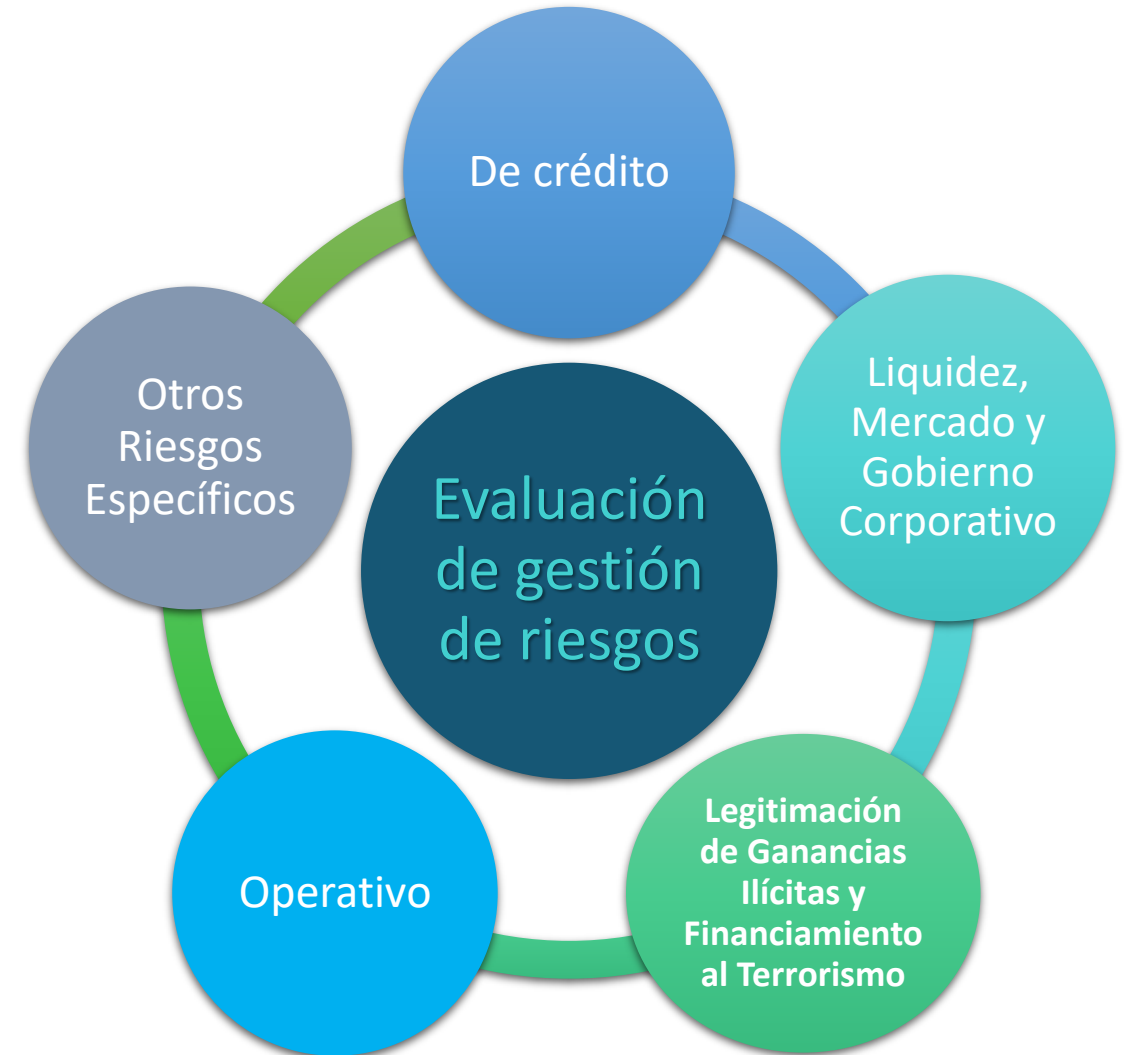 De crédito
Liquidez,
Mercado y
Gobierno
Corporativo
Legitimación
de Ganancias
Ilícitas y
Financiamiento
al Terrorismo
Operativo
Otros
Riesgos
Específicos
Evaluación
de gestión
de riesgos